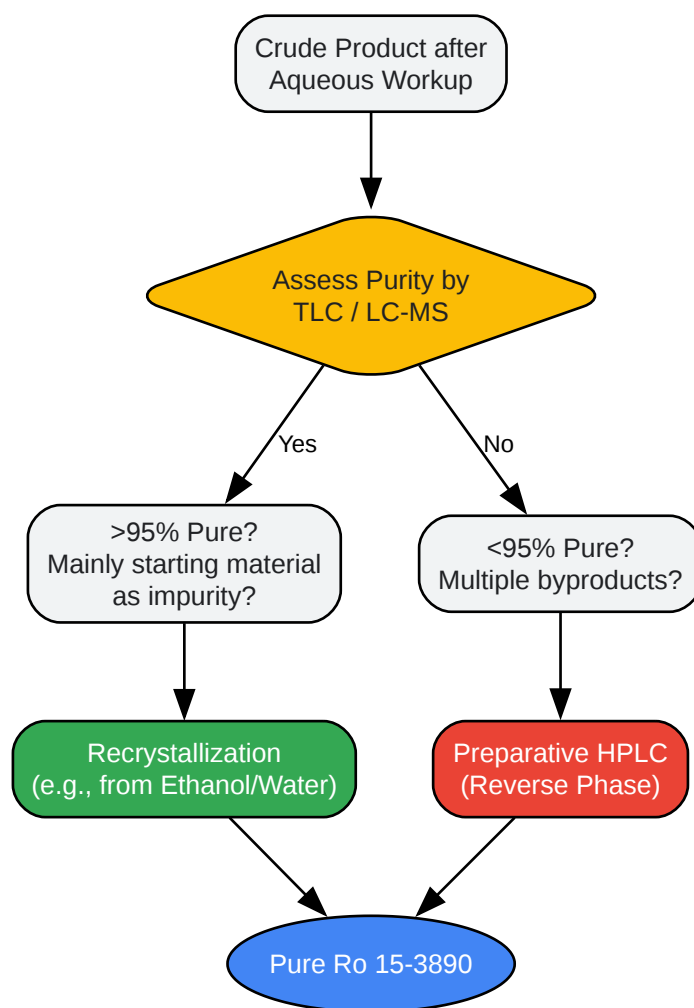 Crude Product after
Aqueous Workup
Assess Purity by
TLC / LC-MS
Yes
No
>95% Pure?
Mainly starting material
as impurity?
<95% Pure?
Multiple byproducts?
Recrystallization
(e.g., from Ethanol/Water)
Preparative HPLC
(Reverse Phase)
Pure Ro 15-3890